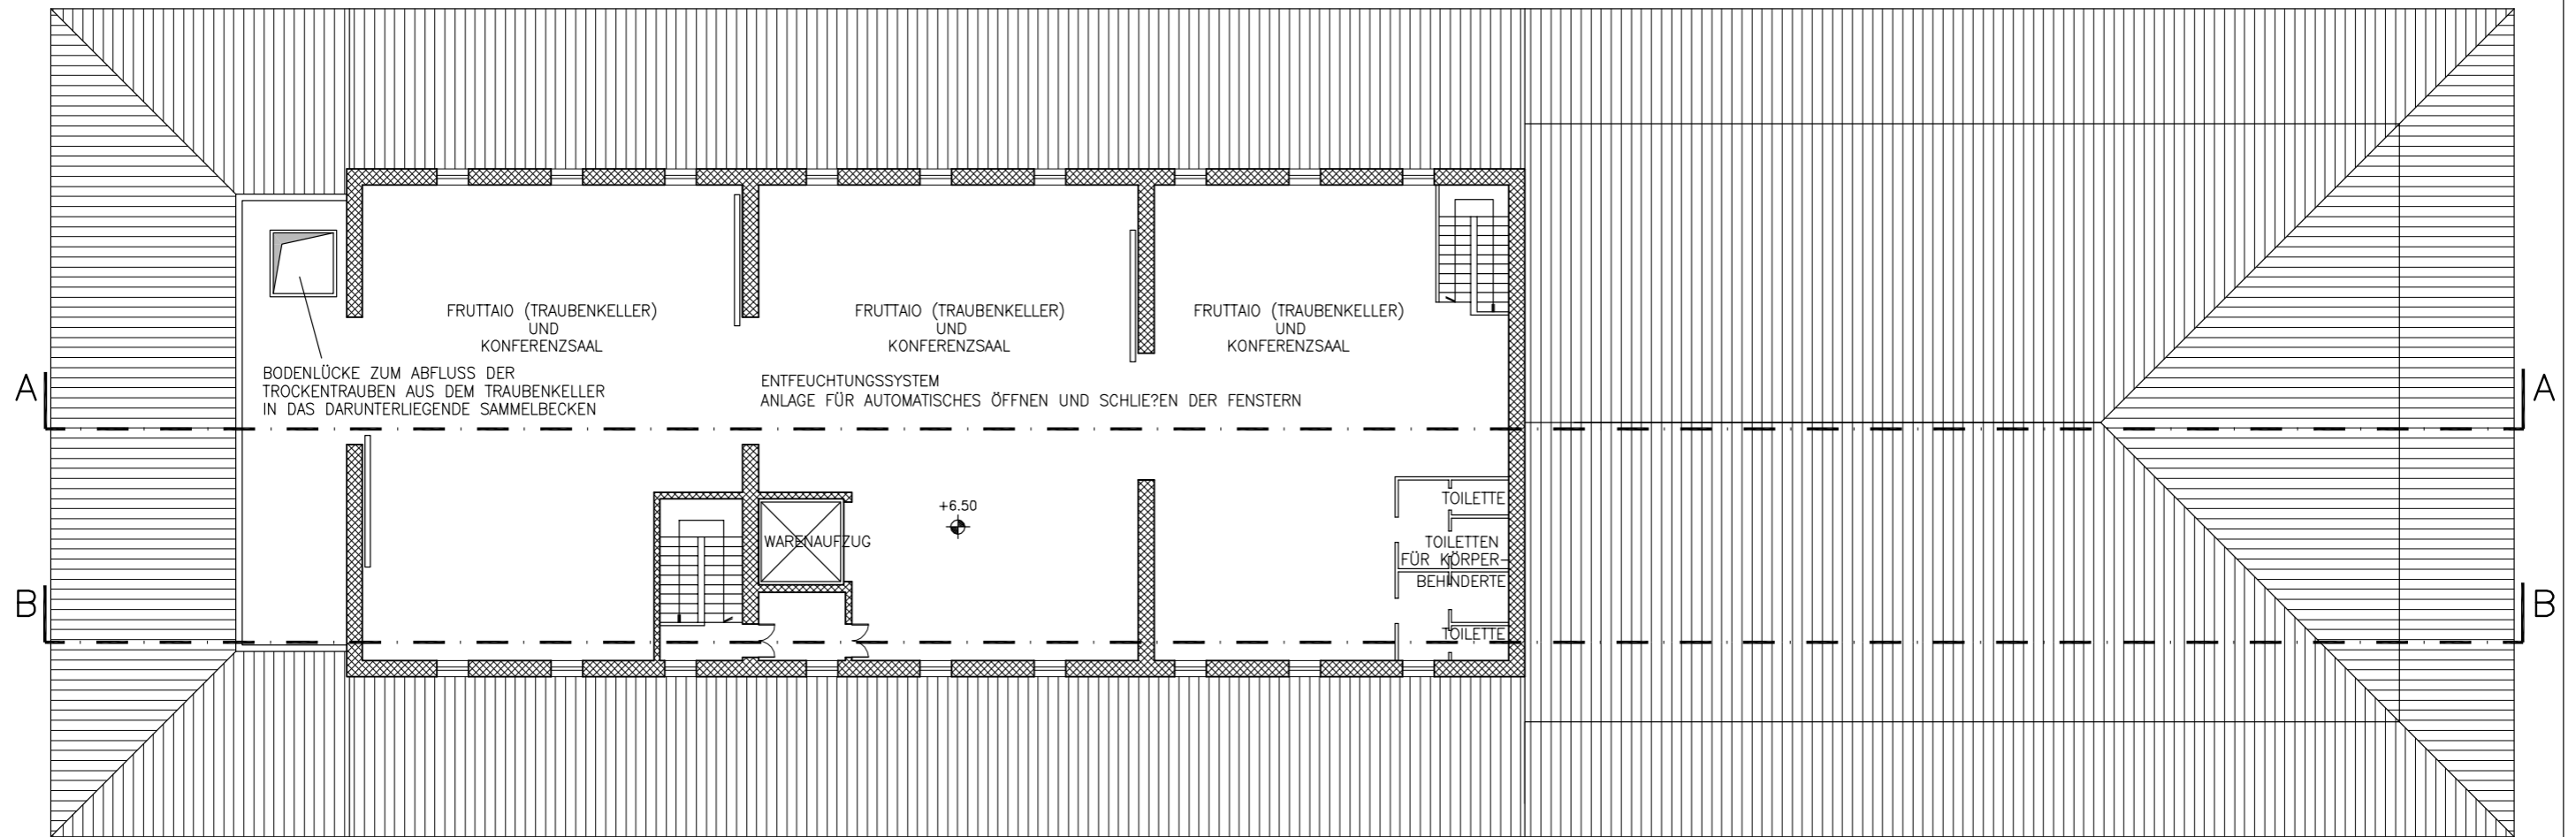 FRUTTAIO (TRAUBENKELLER)
UND
KONFERENZSAAL
FRUTTAIO (TRAUBENKELLER)
UND
KONFERENZSAAL
FRUTTAIO (TRAUBENKELLER)
UND
KONFERENZSAAL
BODENLÜCKE ZUM ABFLUSS DER
TROCKENTRAUBEN AUS DEM TRAUBENKELLER
IN DAS DARUNTERLIEGENDE SAMMELBECKEN
ENTFEUCHTUNGSSYSTEM
ANLAGE FÜR AUTOMATISCHES ÖFFNEN UND SCHLIE?EN DER FENSTERN
A
A
+6.50
WARENAUFZUG
TOILETTE
TOILETTEN
FÜR KÖRPER-
BEHINDERTE
TOILETTE
B
B